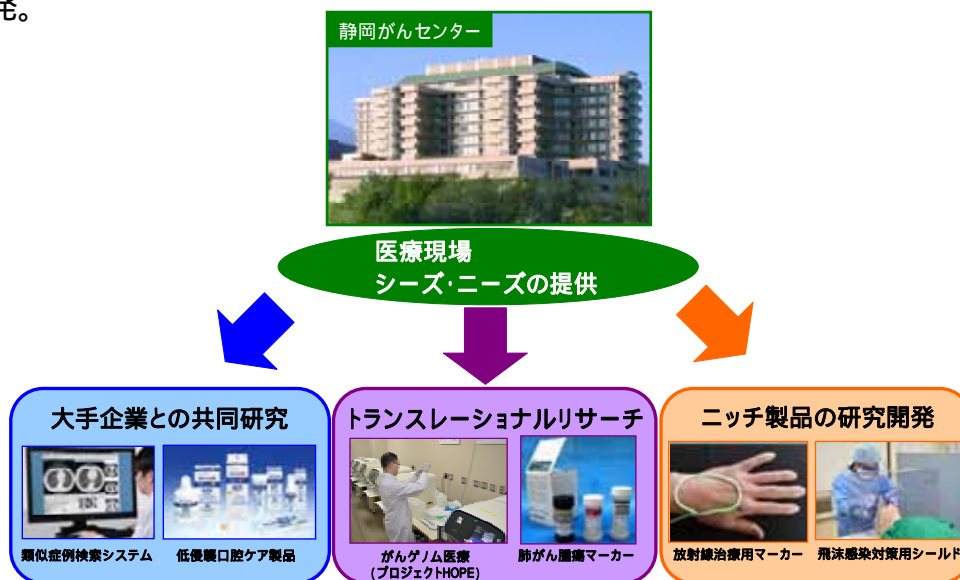 発。
静岡がんセンター
医療現場
シーズ・ニーズの提供
大手企業との共同研究
トランスレーショナルリサーチ
ニッチ製品の研究開発
類似症例検索システム
低侵襲口腔ケア製品
がんゲノム医療
(プロジェクトHOPE)
肺がん腫瘍マーカー
放射線治療用マーカー
飛沫感染対策用シールド